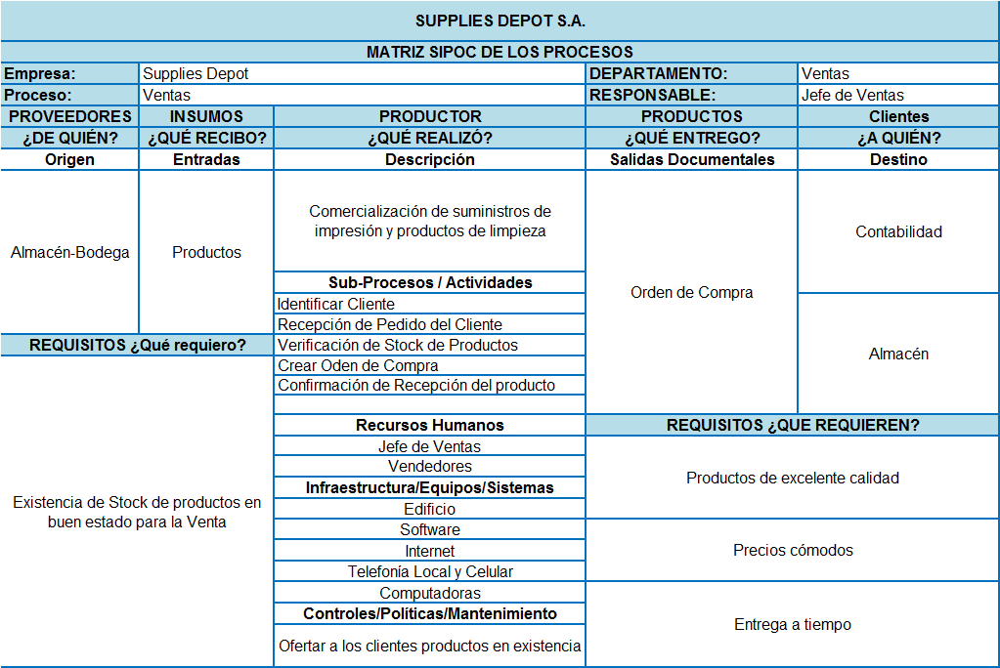 SUPPLIES DEPOT S.A.
MATRIZ SIPOC DE LOS PROCESOS
Empresa: Supplies Depot DEPARTAMENTO: Ventas
Proceso: Ventas RESPONSABLE: Jefe de Ventas
PROVEEDORES INSUMOS PRODUCTOR PRODUCTOS Clientes
¿DE QUIÉN? ¿QUÉ RECIBO? ¿QUÉ REALIZÓ? ¿QUÉ ENTREGO? ¿A QUIÉN?
Origen Entradas Descripción Salidas Documentales Destino
Almacén-Bodega
Productos
Comercialización de suministros de
impresión y productos de limpieza
Sub-Procesos / Actividades
Identificar Cliente
Recepción de Pedido del Cliente
Verificación de Stock de Productos
Crear Oden de Compra
Confirmación de Recepción del producto
Orden de Compra
Contabilidad
Almacén
REQUISITOS ¿Qué requiero?
Existencia de Stock de productos en
buen estado para la Venta
Recursos Humanos
Jefe de Ventas
Vendedores
Infraestructura/Equipos/Sistemas
Edificio
Software
Internet
Telefonía Local y Celular
Computadoras
Controles/Políticas/Mantenimiento
Ofertar a los clientes productos en existencia
REQUISITOS ¿QUE REQUIEREN?
Productos de excelente calidad
Precios cómodos
Entrega a tiempo